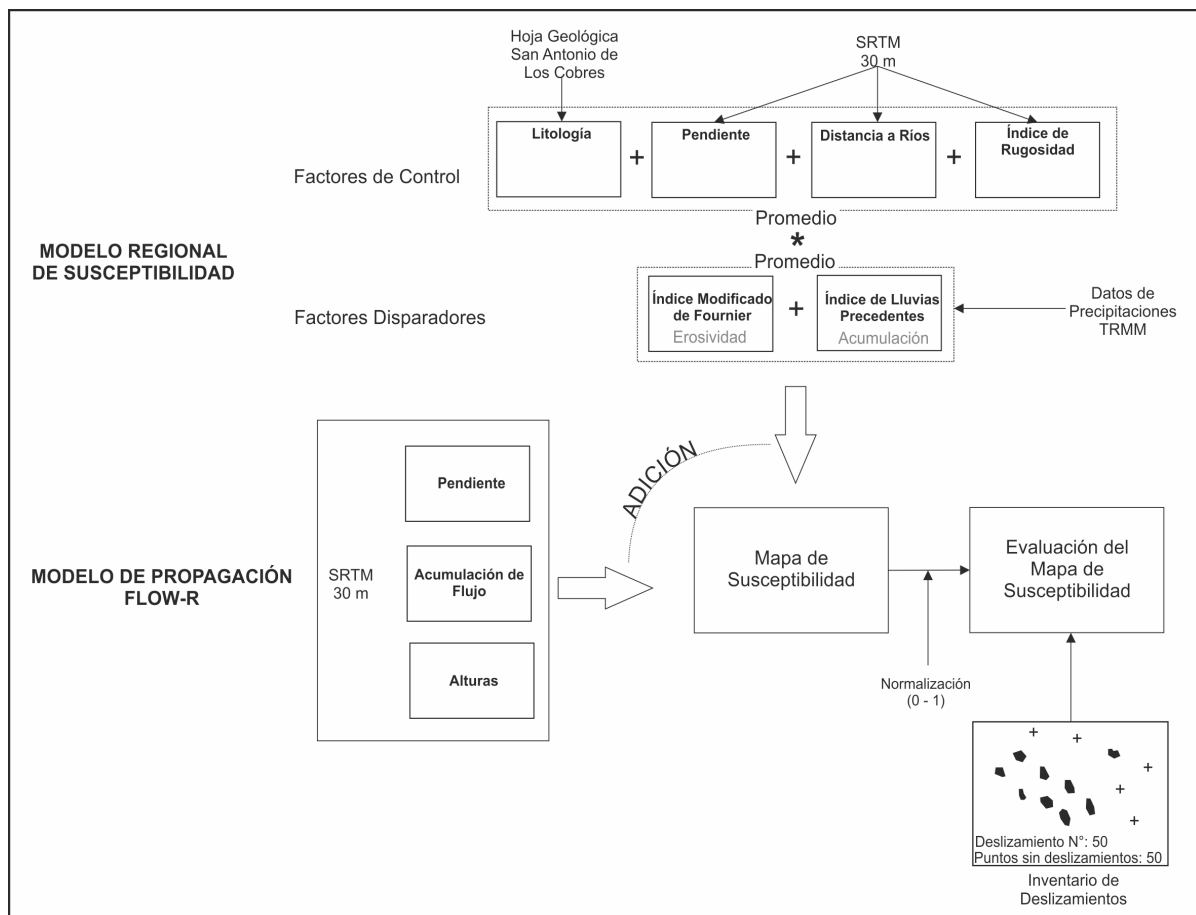 Hoja Geológica
San Antonio de
Los Cobres
SRTM
30 m
Litología
+
Pendiente
+
Distancia a Ríos
+
Índice de
Rugosidad
Factores de Control
Promedio
*
Promedio
MODELO REGIONAL
DE SUSCEPTIBILIDAD
Factores Disparadores
Índice Modificado
de Fournier
Erosividad
+
Índice de Lluvias
Precedentes
Acumulación
Datos de
Precipitaciones
TRMM
ADICIÓN
MODELO DE PROPAGACIÓN
FLOW-R
SRTM
30 m
Pendiente
Acumulación de
Flujo
Alturas
Mapa de
Susceptibilidad
Evaluación del
Mapa de
Susceptibilidad
Normalización
(0 - 1)
Deslizamiento N°: 50
Puntos sin deslizamientos: 50
Inventario de
Deslizamientos